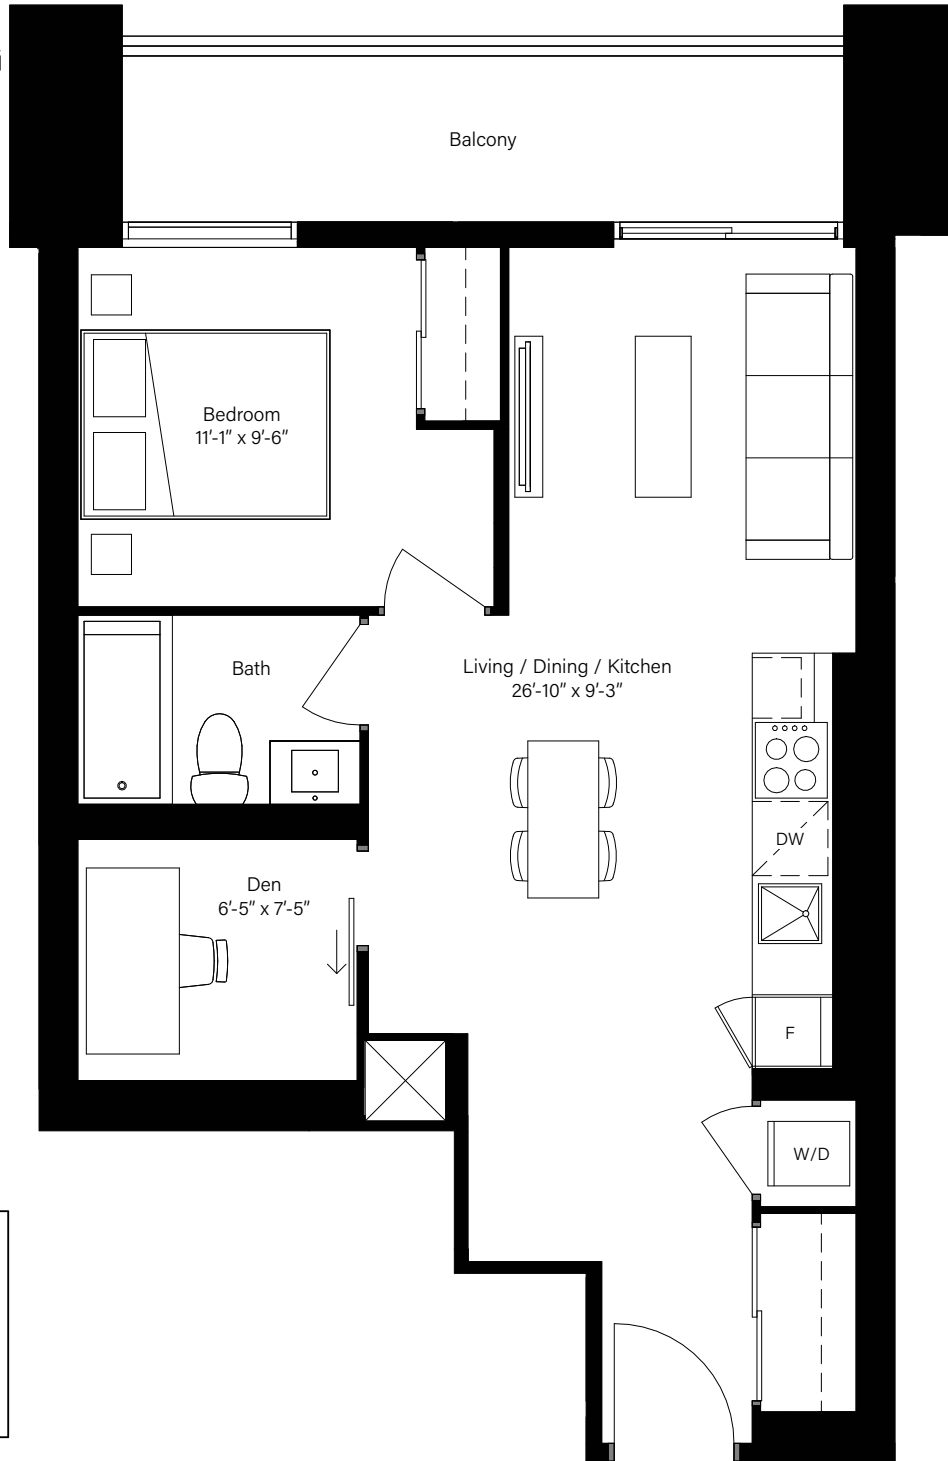 Balcony
Bedroom
11'-1" x 9'-6"
Bath
Living / Dining / Kitchen
26'-10" x 9'-3"
DW
Den
6'-5" x 7'-5"
F
W/D